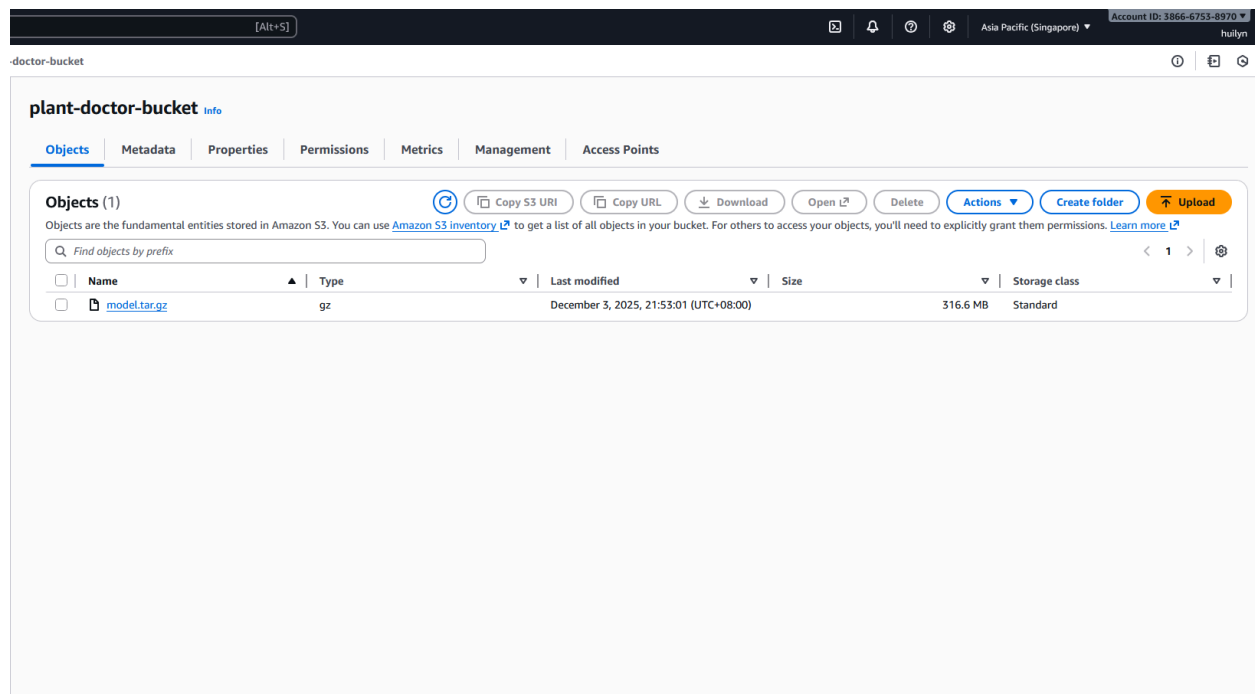 [Alt+S]
Asia Pacific (Singapore) ▼
Account ID: 3866-6753-8970 ▼
huilyn
-doctor-bucket
plant-doctor-bucket Info
Objects Metadata Properties Permissions Metrics Management Access Points
Objects (1)
Copy S3 URI Copy URL Download Open Delete Actions ▼ Create folder Upload
Objects are the fundamental entities stored in Amazon S3. You can use Amazon S3 inventory to get a list of all objects in your bucket. For others to access your objects, you'll need to explicitly grant them permissions. Learn more
Find objects by prefix
1
Name Type Last modified Size Storage class
model.tar.gz gz December 3, 2025, 21:53:01 (UTC+08:00) 316.6 MB Standard